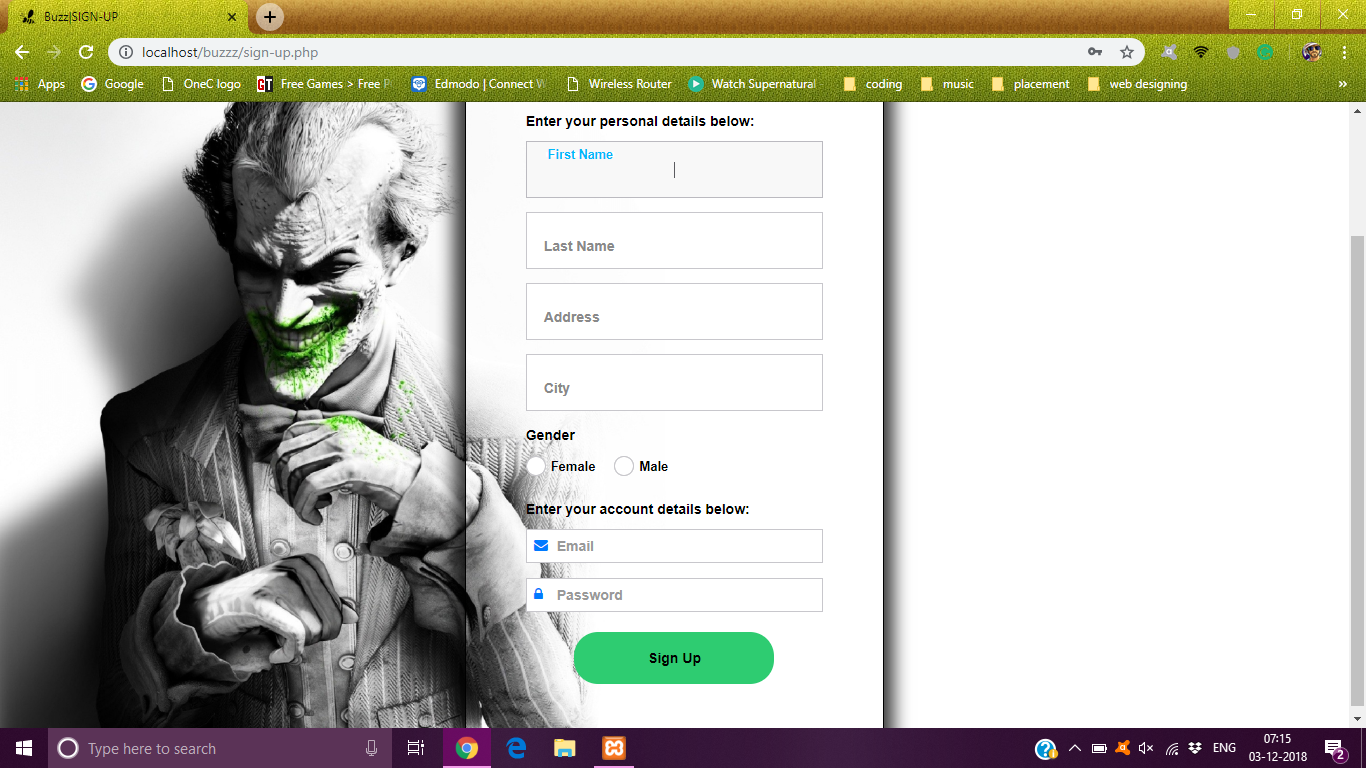 Buzz|SIGN-UP
localhost/buzzz/sign-up.php
Apps Google OneC logo Free Games > Free P Edmodo | Connect W Wireless Router Watch Supernatural coding music placement web designing »
Enter your personal details below:
First Name
Last Name
Address
City
Gender
Female Male
Enter your account details below:
Email
Password
Sign Up
Type here to search
ENG
07:15
03-12-2018
2